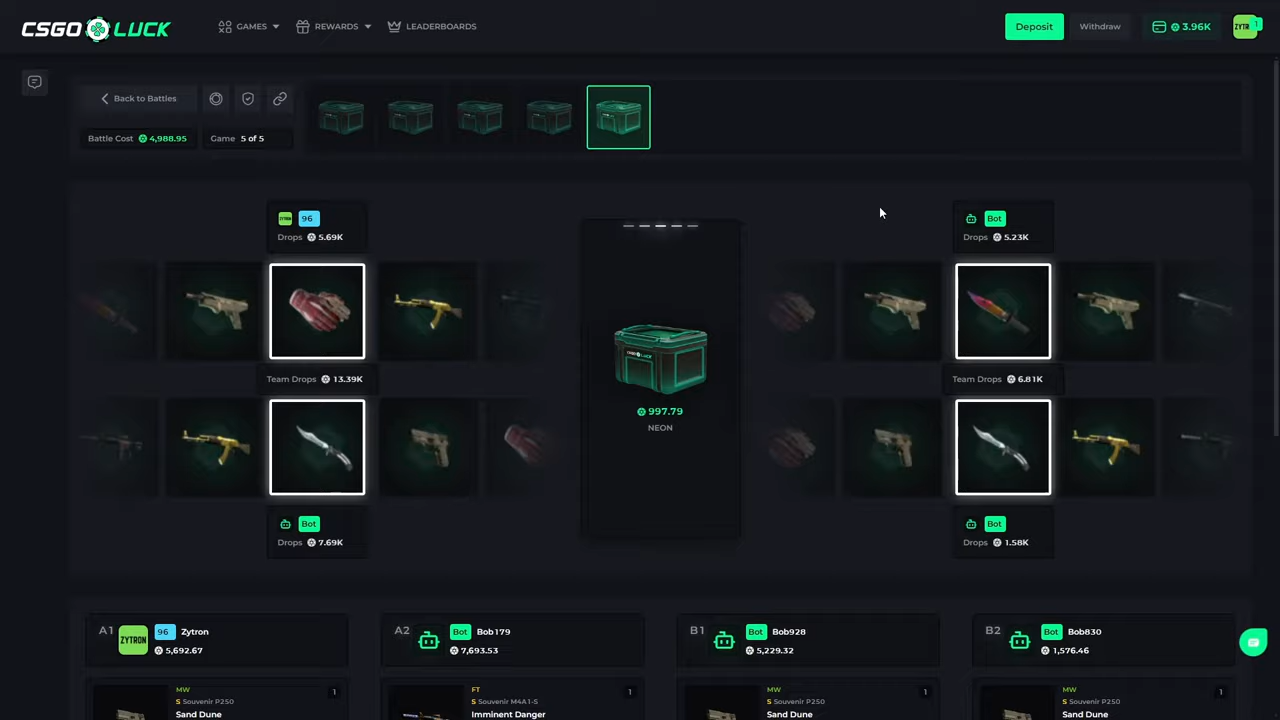 CSGO LUCK
GAMES
REWARDS
LEADERBOARDS
Deposit
Withdraw
3.96K
ZYTR
1
Back to Battles
Battle Cost 4,988.95
Game 5 of 5
96
Drops 5.69K
Bot
Drops 5.23K
Team Drops 13.39K
Team Drops 6.81K
CSGO LUCK
997.79
NEON
Bot
Drops 7.69K
Bot
Drops 1.58K
A1 ZYTRON 96 Zytron
5,692.67
A2 Bot Bob179
7,693.53
B1 Bot Bob928
5,229.32
B2 Bot Bob830
1,576.46
MW 1
S Souvenir P250
Sand Dune
FT 1
S Souvenir M4A1-S
Imminent Danger
MW 1
S Souvenir P250
Sand Dune
MW 1
S Souvenir P250
Sand Dune